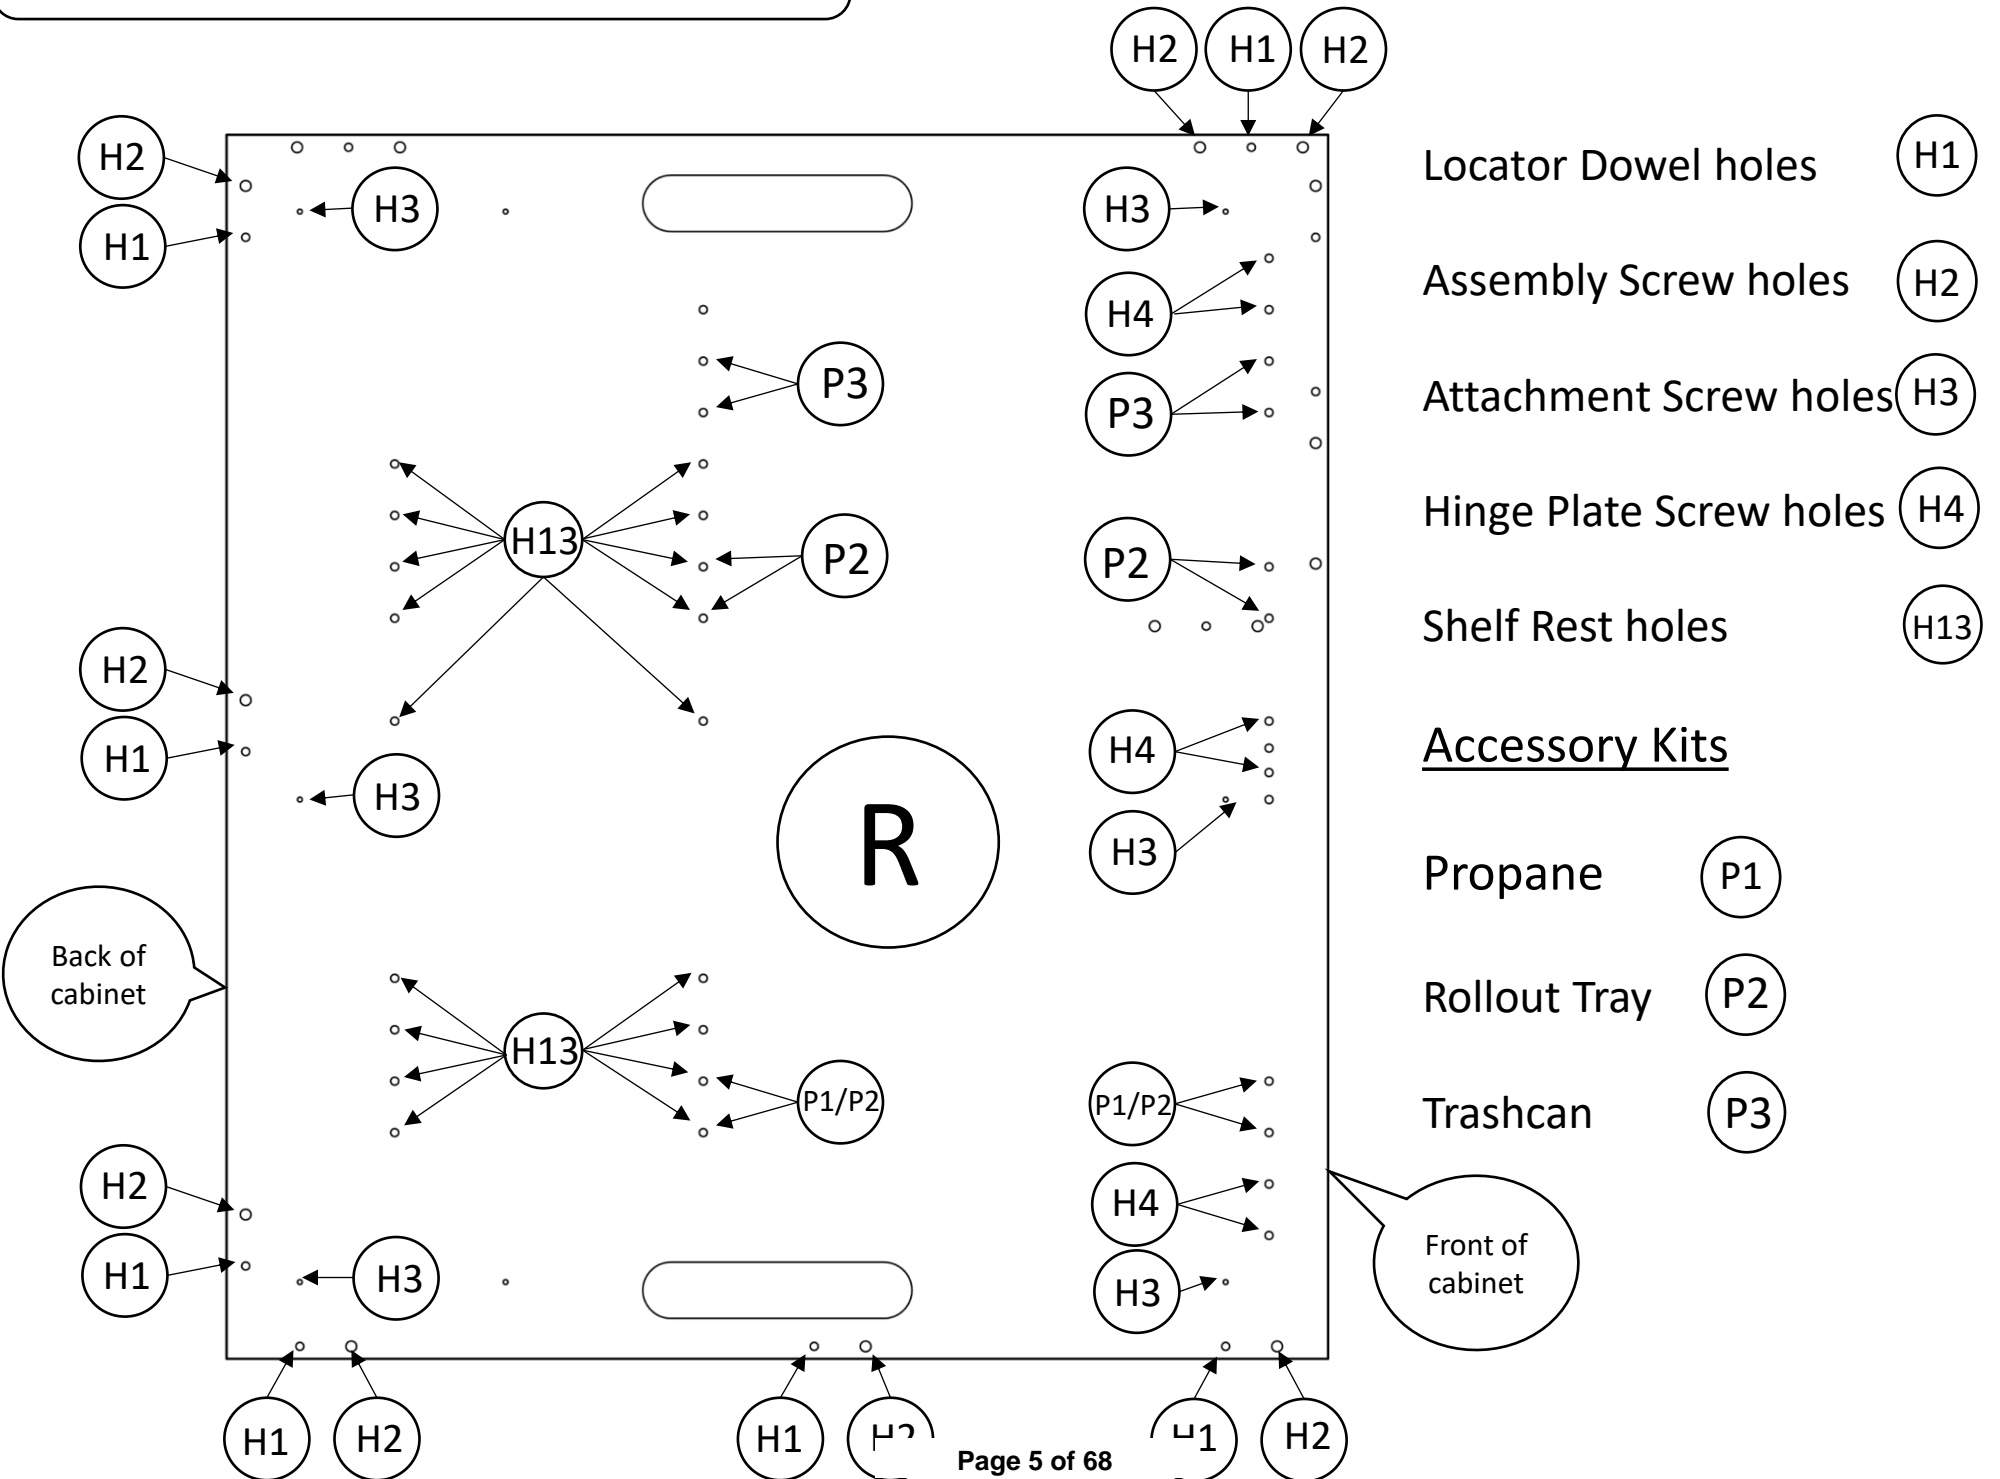 H2 H1 H2
H2
H1
H3
H3
H4
P3
P3
H13
P2
P2
H2
H1
H3
H4
H3
R
Back of
cabinet
H13
P1/P2
P1/P2
H2
H1
H3
H4
H3
Front of
cabinet
H1 H2 H1 H2 H1 H2
Locator Dowel holes H1
Assembly Screw holes H2
Attachment Screw holes H3
Hinge Plate Screw holes H4
Shelf Rest holes H13
Accessory Kits
Propane P1
Rollout Tray P2
Trashcan P3
Page 5 of 68